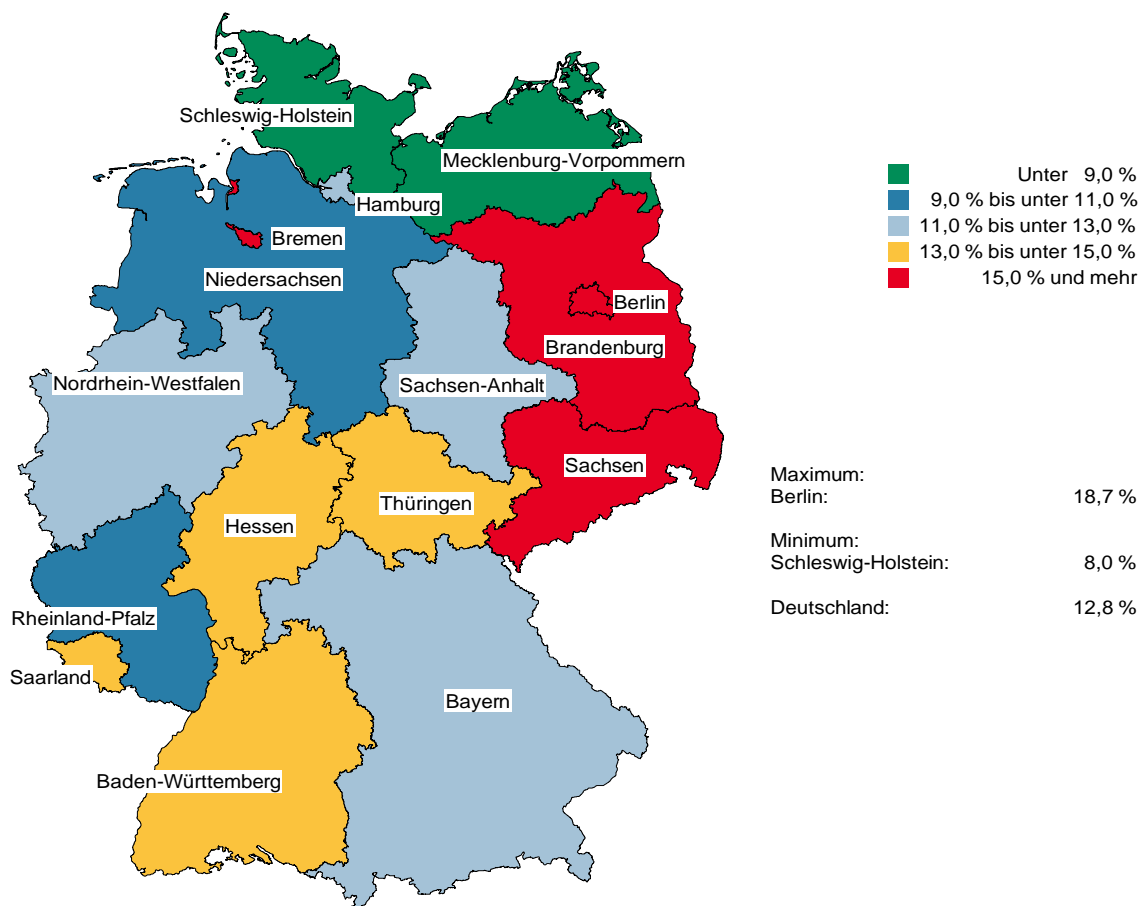 Schleswig-Holstein
Mecklenburg-Vorpommern
Hamburg
Bremen
Niedersachsen
Berlin
Brandenburg
Nordrhein-Westfalen
Sachsen-Anhalt
Sachsen
Thüringen
Hessen
Rheinland-Pfalz
Saarland
Bayern
Baden-Württemberg
Unter 9,0 %
9,0 % bis unter 11,0 %
11,0 % bis unter 13,0 %
13,0 % bis unter 15,0 %
15,0 % und mehr
Maximum:
Berlin: 18,7 %
Minimum:
Schleswig-Holstein: 8,0 %
Deutschland: 12,8 %